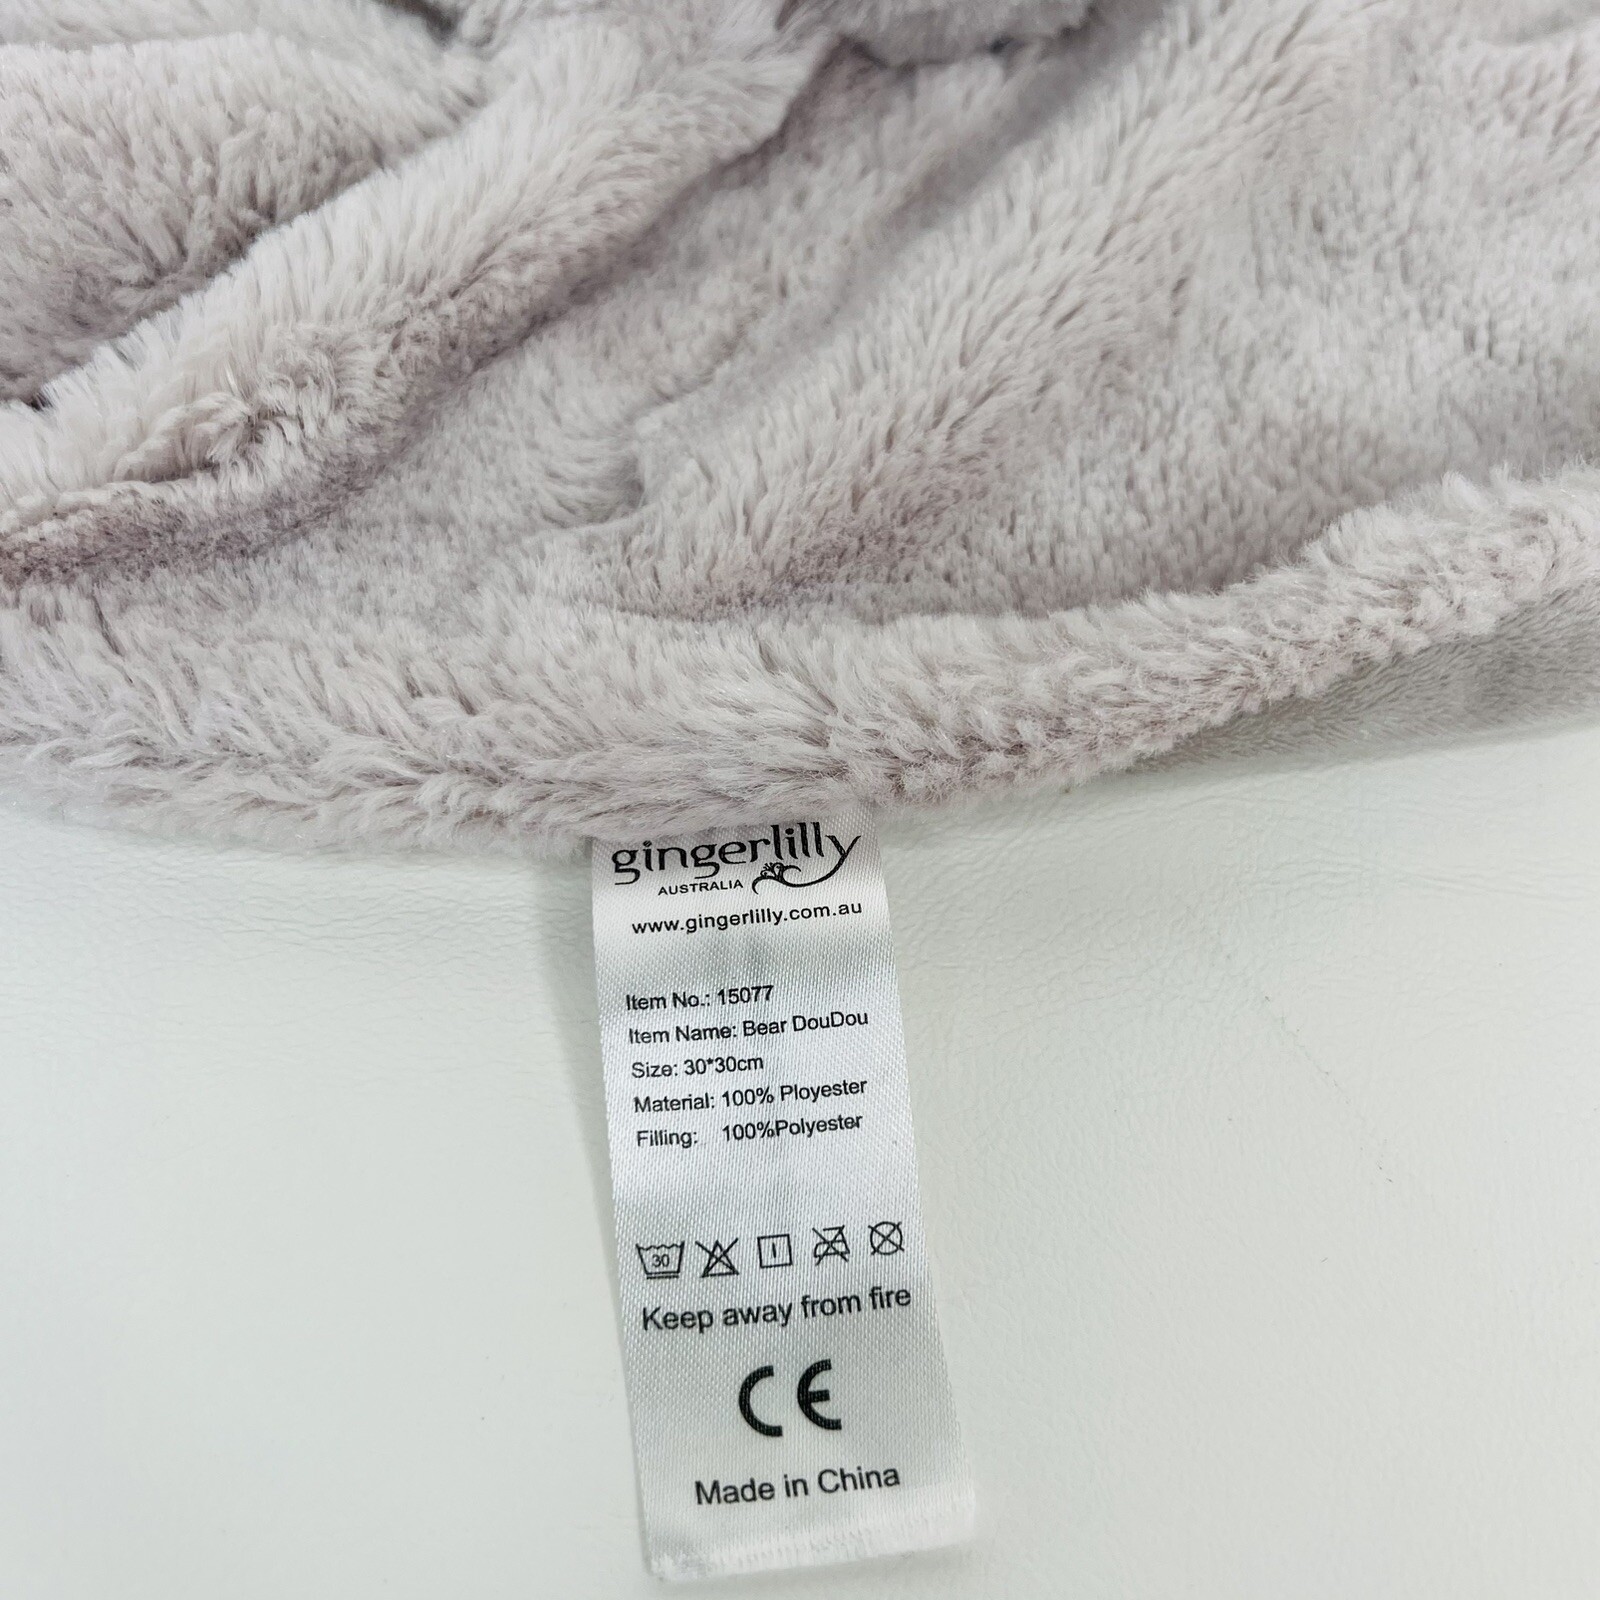 gingerlilly
AUSTRALIA
www.gingerlilly.com.au
Item No.: 15077
Item Name: Bear DouDou
Size: 30*30cm
Material: 100% Ployester
Filling: 100%Polyester
30
Keep away from fire
CE
Made in China